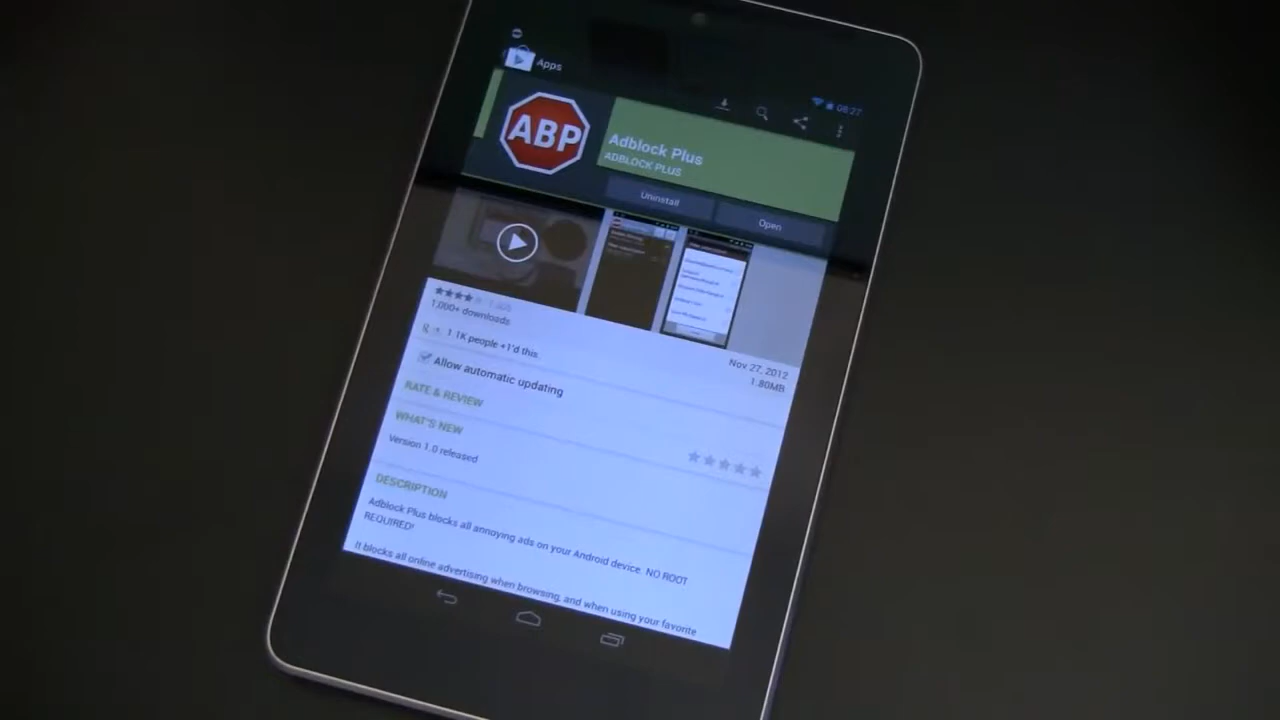 Apps
08:27
ABP
Adblock Plus
ADBLOCK PLUS
Uninstall
Open
1,000+ downloads
1.1K people +1'd this.
Nov 27, 2012
1.80MB
Allow automatic updating
RATE & REVIEW
WHAT'S NEW
Version 1.0 released
DESCRIPTION
Adblock Plus blocks all annoying ads on your Android device. NO ROOT
REQUIRED!
It blocks all online advertising when browsing, and when using your favorite